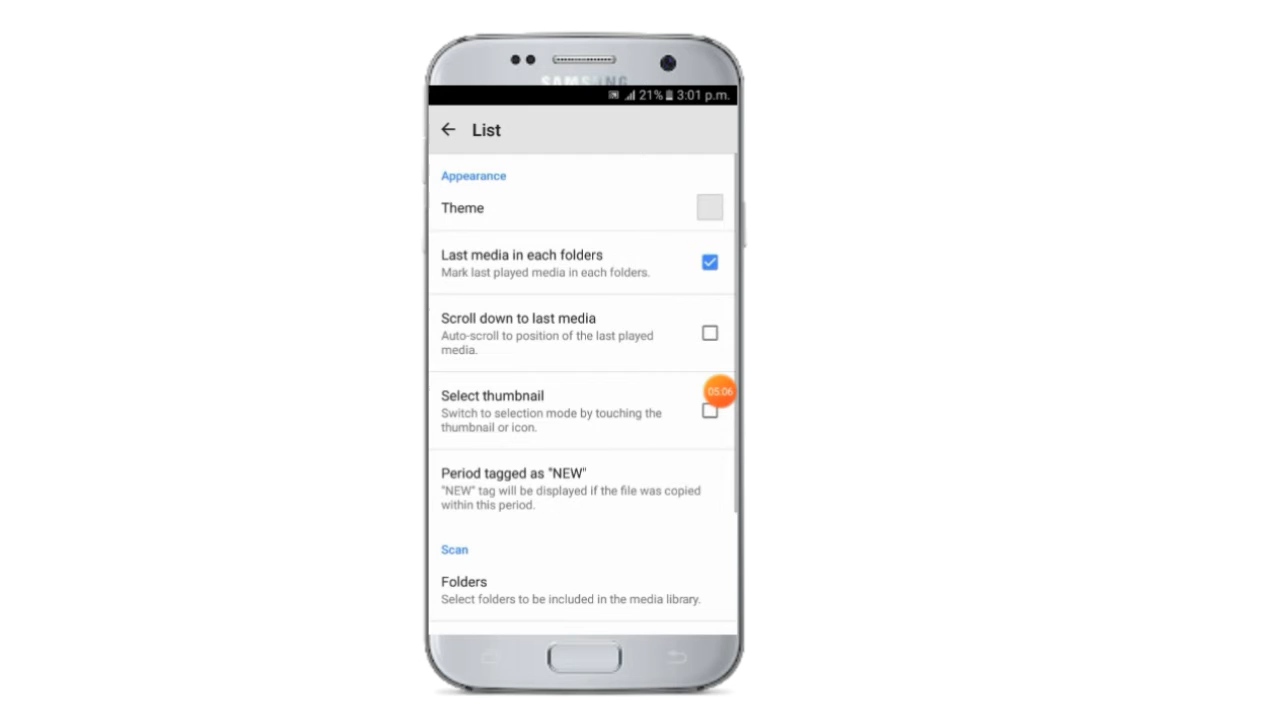 SAMSUNG
21% 3:01 p.m.
List
Appearance
Theme
Last media in each folders
Mark last played media in each folders.
Scroll down to last media
Auto-scroll to position of the last played
media.
05:06
Select thumbnail
Switch to selection mode by touching the
thumbnail or icon.
Period tagged as "NEW"
"NEW" tag will be displayed if the file was copied
within this period.
Scan
Folders
Select folders to be included in the media library.